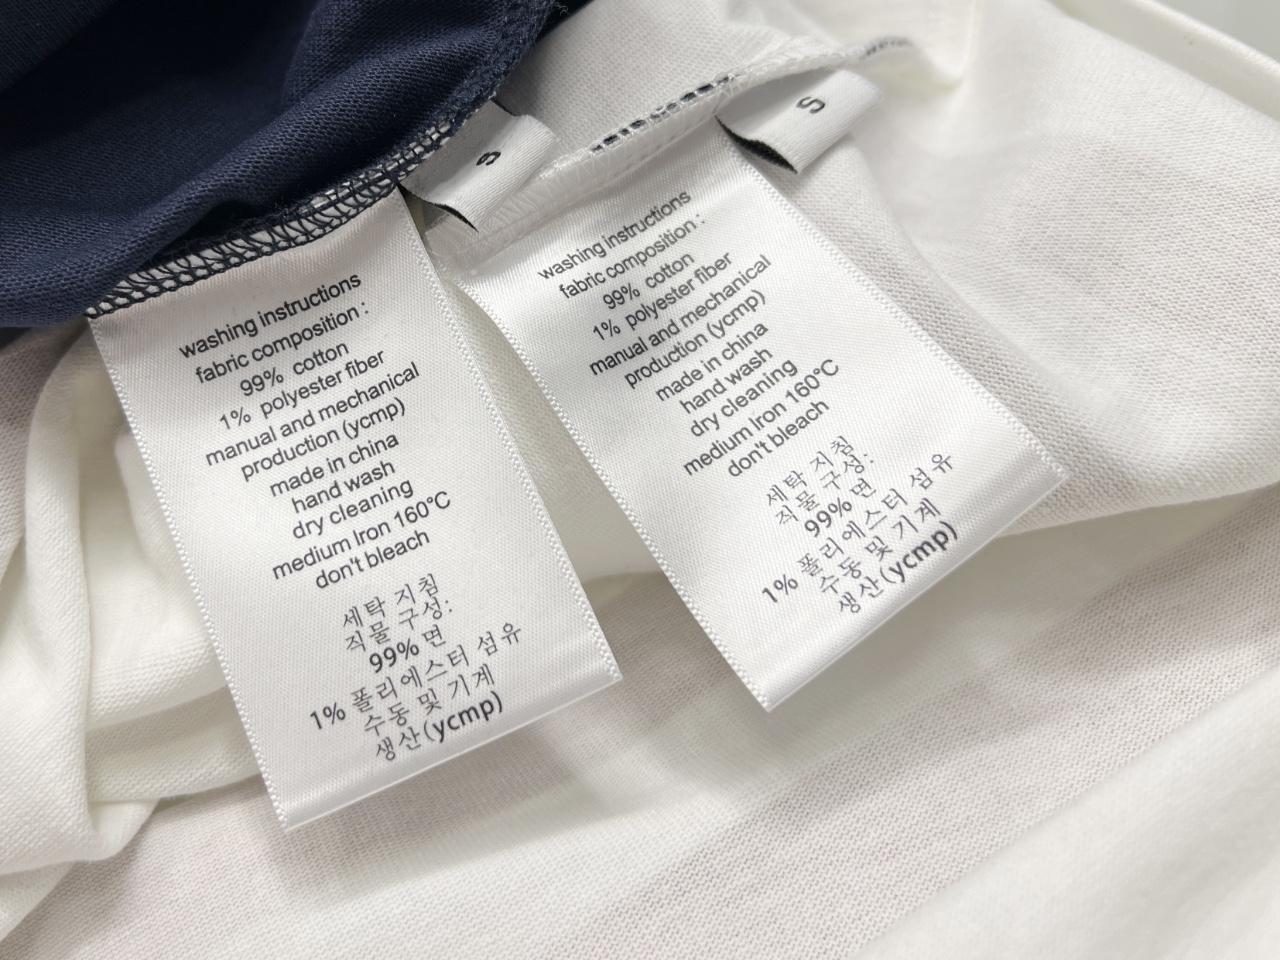 S
washing instructions
fabric composition :
99% cotton
1% polyester fiber
manual and mechanical
production (ycmp)
made in china
hand wash
dry cleaning
medium Iron 160°C
don't bleach
세탁 지침
직물 구성:
99% 면
1% 폴리에스터 섬유
수동 및 기계
생산(ycmp)
S
washing instructions
fabric composition :
99% cotton
1% polyester fiber
manual and mechanical
production (ycmp)
made in china
hand wash
dry cleaning
medium Iron 160°C
don't bleach
세탁 지침
직물 구성:
99% 면
1% 폴리에스터 섬유
수동 및 기계
생산(ycmp)